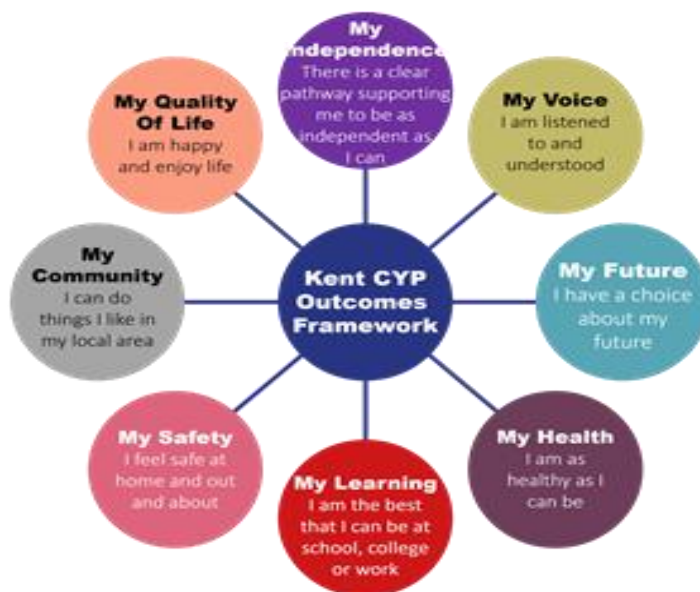 My
Independence
There is a clear
pathway supporting
me to be as
independent as
I can
My Voice
I am listened
to and
understood
My Future
I have a choice
about my
future
My Health
I am as
healthy as I
can be
My Learning
I am the best
that I can be at
school, college
or work
My Safety
I feel safe at
home and out
and about
My
Community
I can do
things I like in
my local area
My Quality
Of Life
I am happy
and enjoy life
Kent CYP
Outcomes
Framework